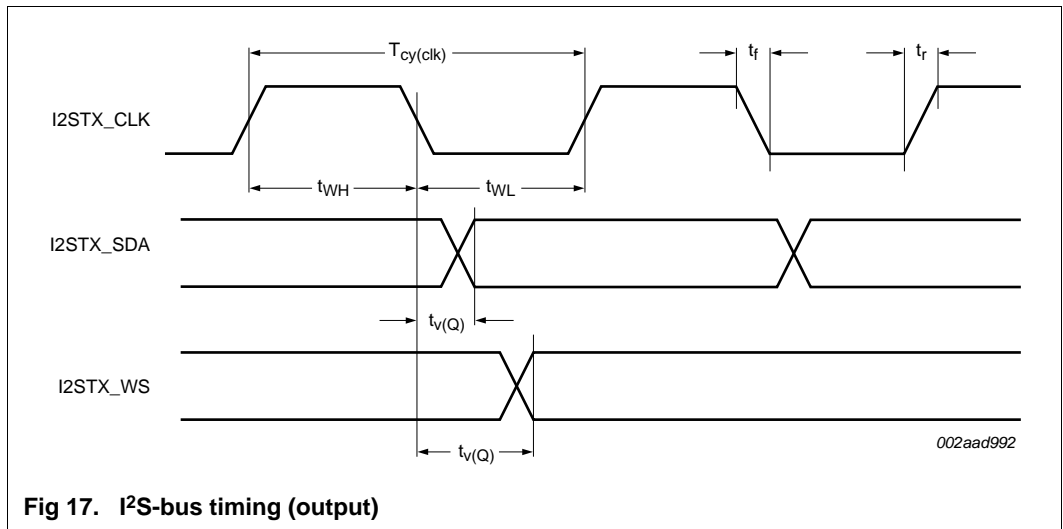 T_cy(clk)
t_f
t_r
I2STX_CLK
t_WH
t_WL
I2STX_SDA
t_v(Q)
I2STX_WS
t_v(Q)
002aad992
Fig 17. I²S-bus timing (output)